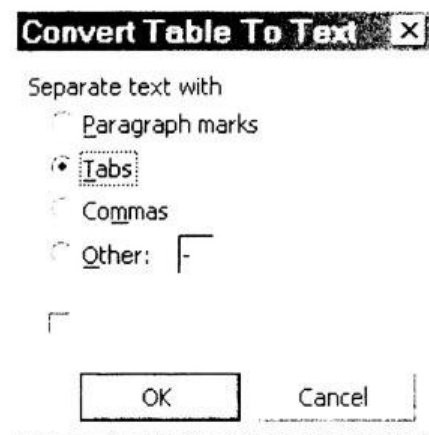 Convert Table To Text
Separate text with
Paragraph marks
Tabs
Commas
Other: -
OK Cancel